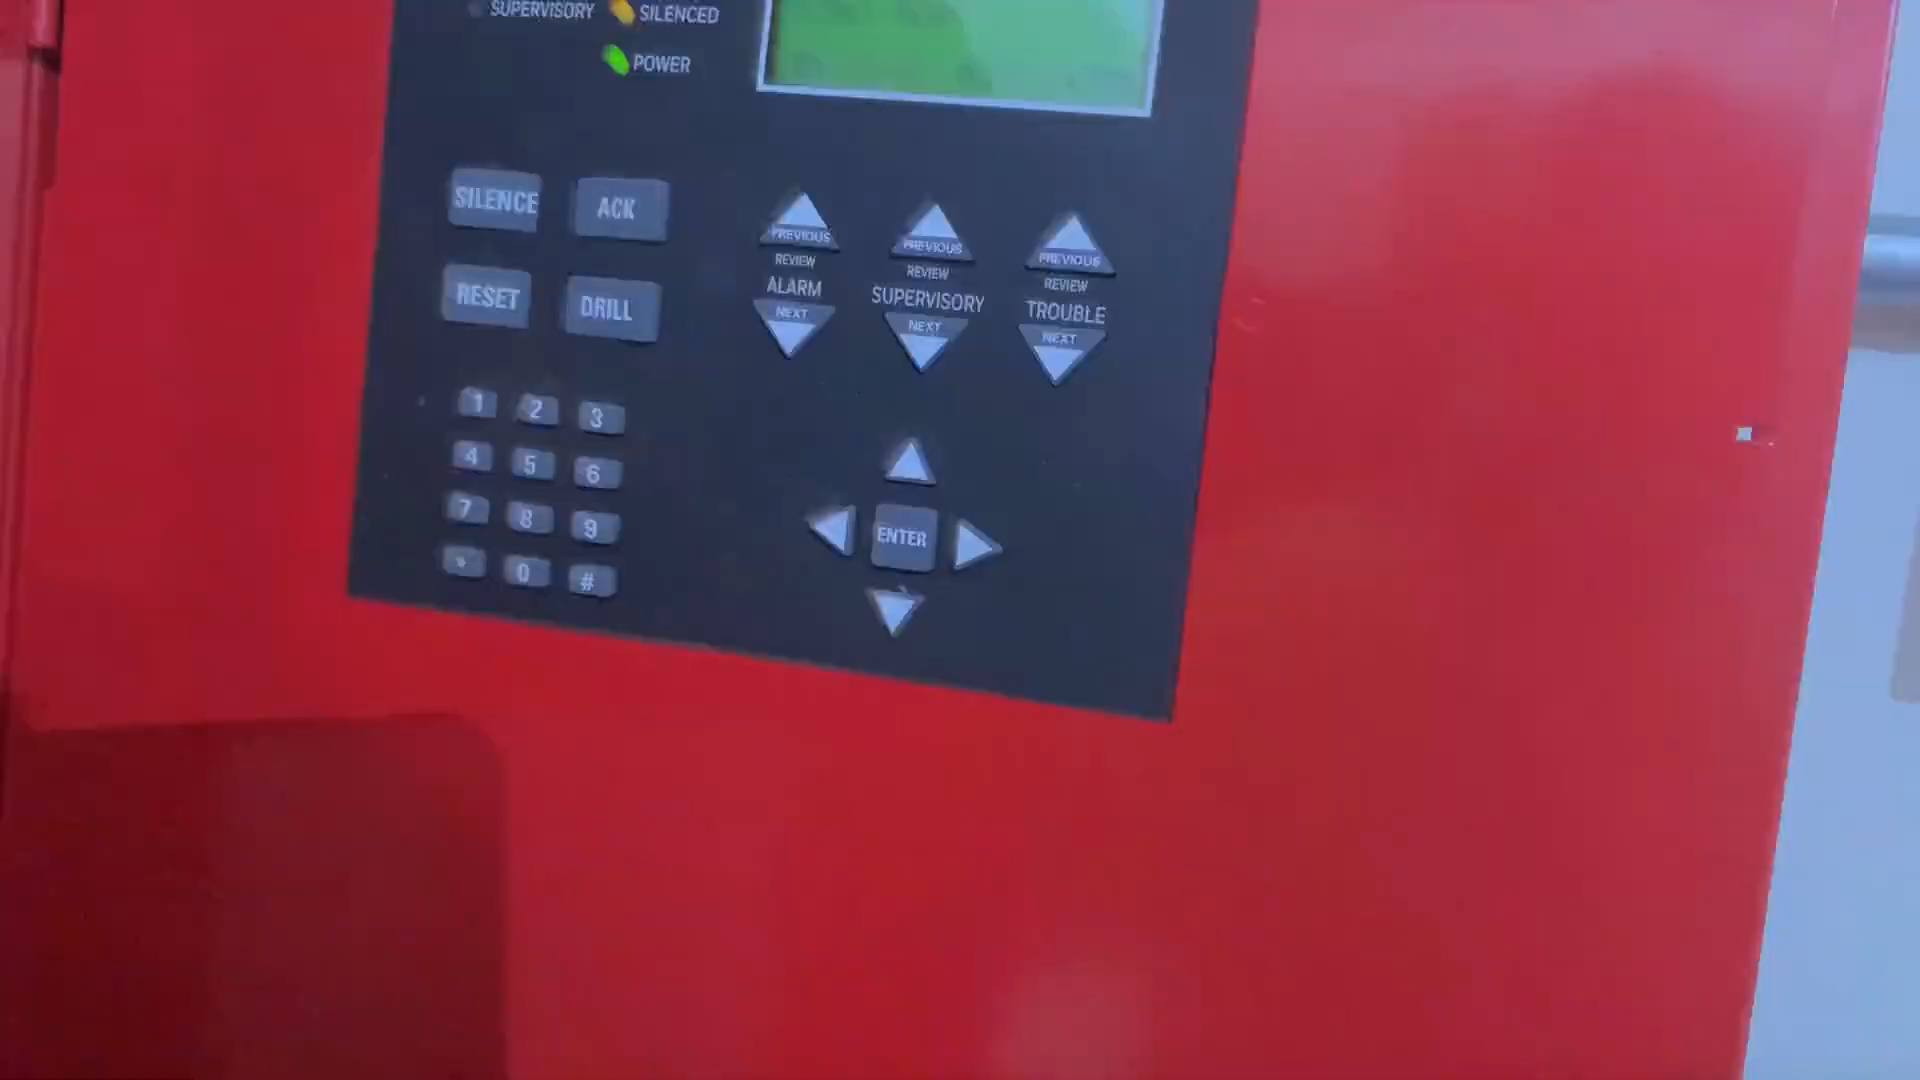 SUPERVISORY SILENCED
POWER
SILENCE ACK
RESET DRILL
PREVIOUS PREVIOUS PREVIOUS
REVIEW REVIEW REVIEW
ALARM SUPERVISORY TROUBLE
NEXT NEXT NEXT
1 2 3
4 5 6
7 8 9
* 0 #
ENTER